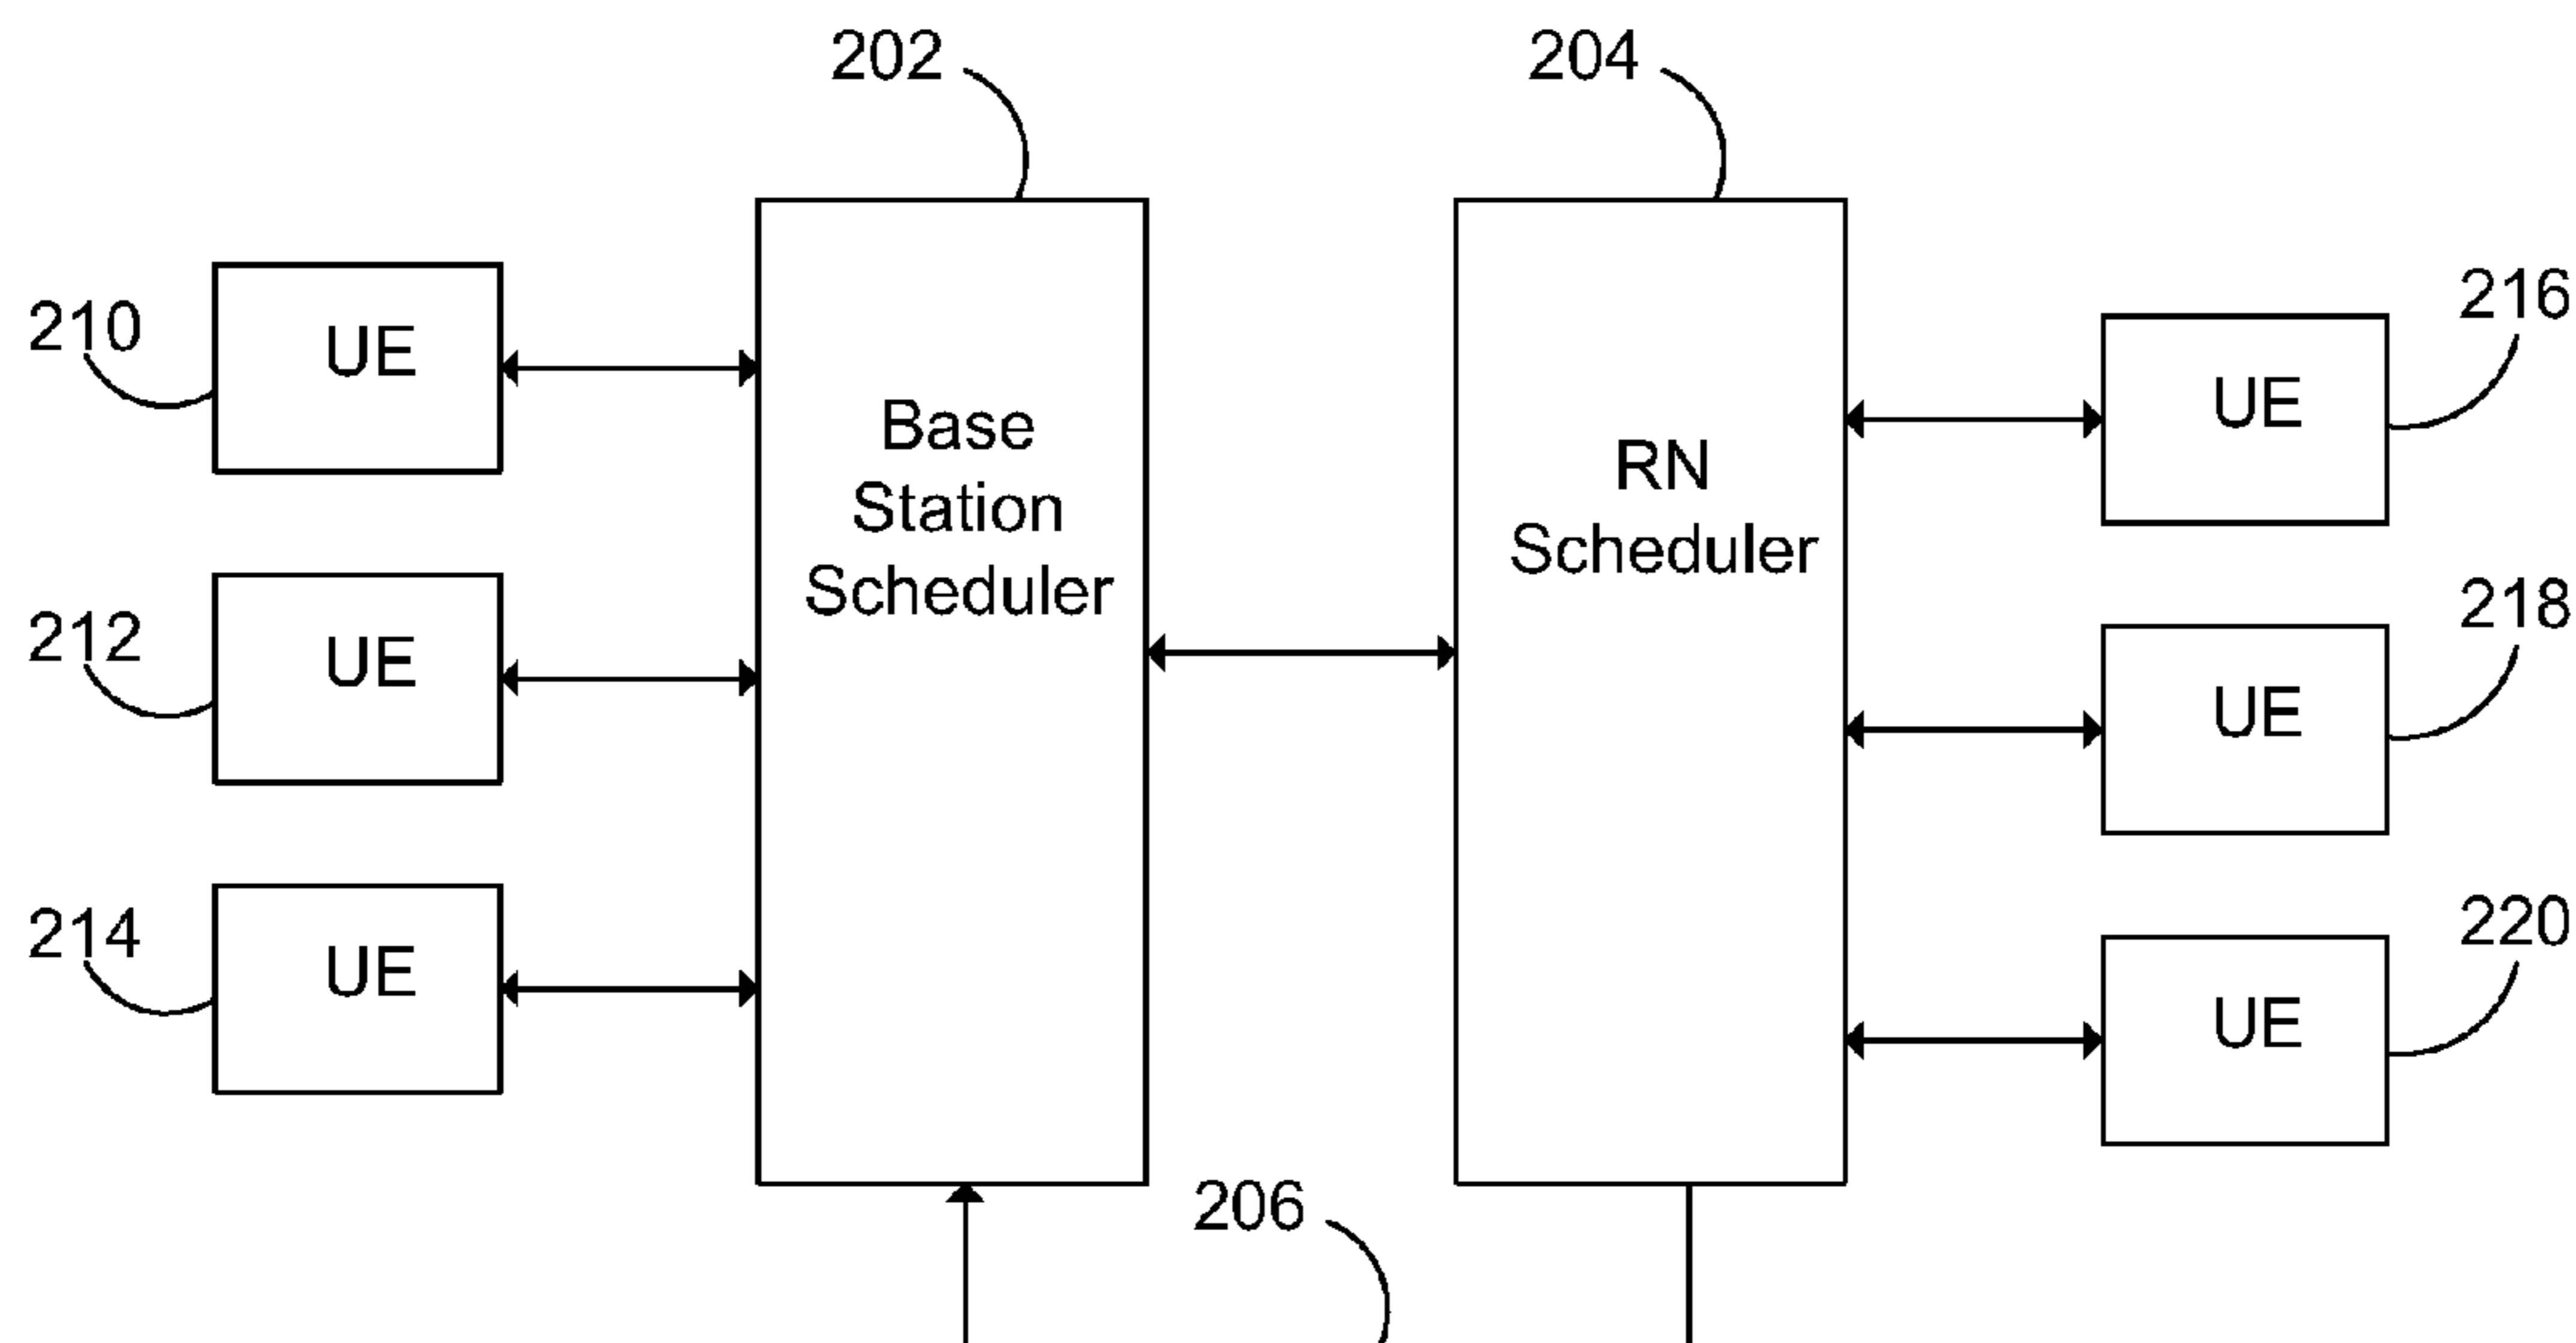 202
204
210
UE
Base
Station
Scheduler
RN
Scheduler
UE
216
212
UE
UE
218
214
UE
UE
220
206